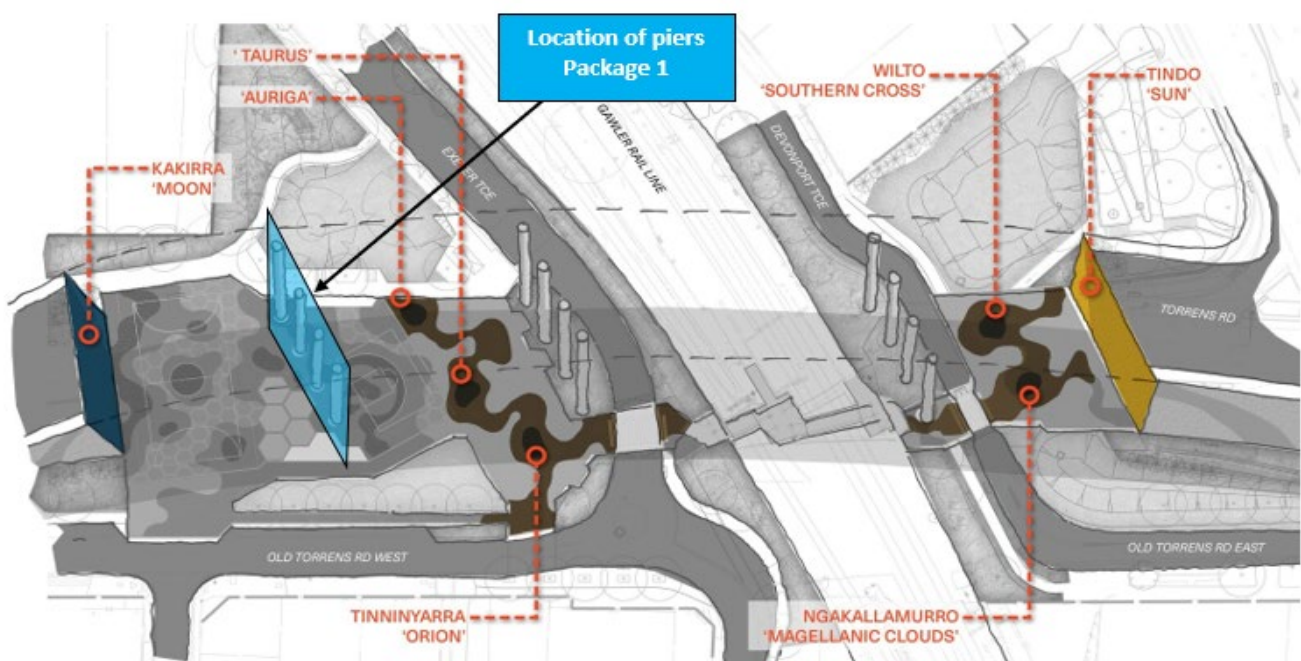 Location of piers
Package 1
' TAURUS'
'AURIGA'
KAKIRRA
'MOON'
EXETER TCE
GAWLER RAIL LINE
DEVONPORT TCE
WILTO
'SOUTHERN CROSS'
TINDO
'SUN'
TORRENS RD
OLD TORRENS RD WEST
OLD TORRENS RD EAST
TINNINYARRA
'ORION'
NGAKALLAMURRO
'MAGELLANIC CLOUDS'